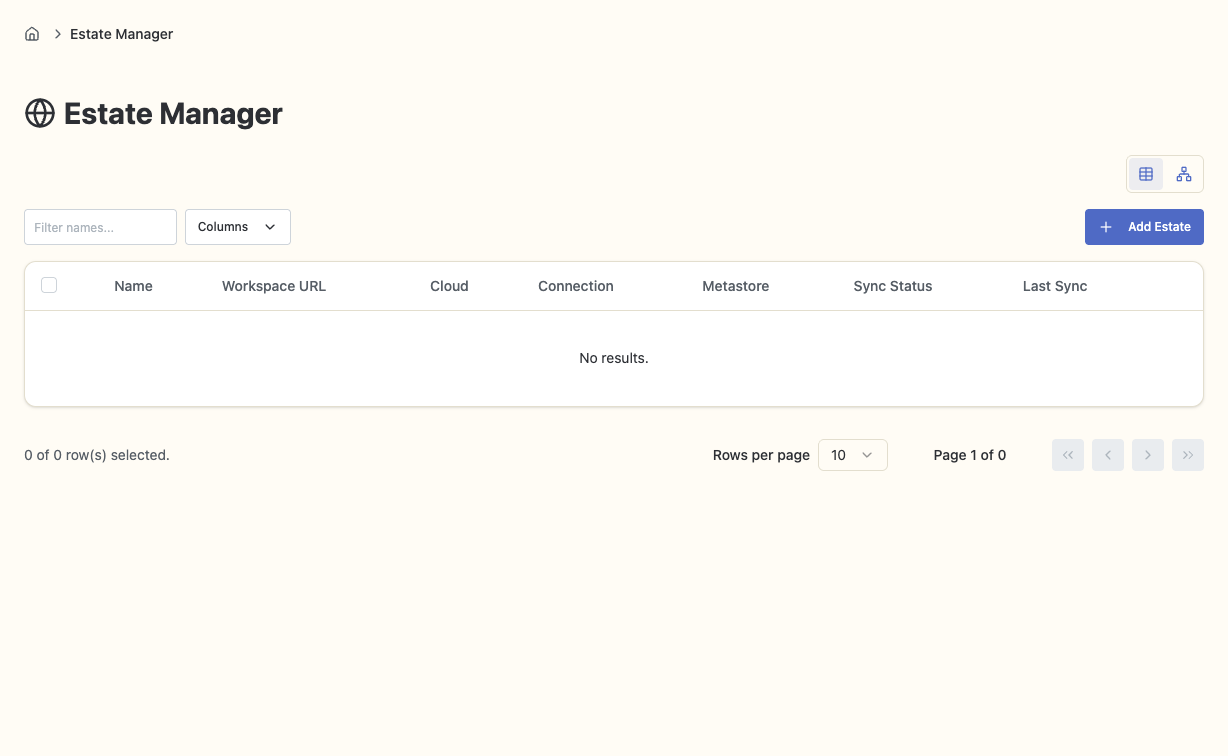 Estate Manager
Estate Manager
Filter names...
Columns
Add Estate
Name Workspace URL Cloud Connection Metastore Sync Status Last Sync
No results.
0 of 0 row(s) selected.
Rows per page 10 Page 1 of 0